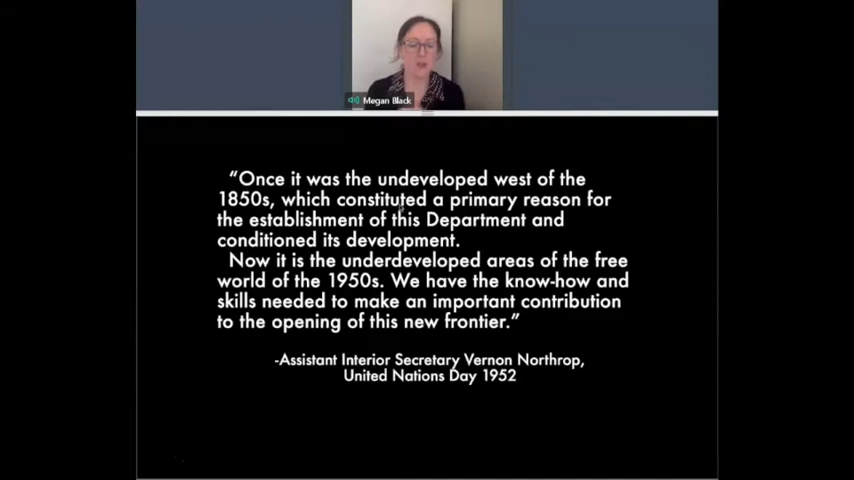 Megan Black
“Once it was the undeveloped west of the
1850s, which constituted a primary reason for
the establishment of this Department and
conditioned its development.
Now it is the underdeveloped areas of the free
world of the 1950s. We have the know-how and
skills needed to make an important contribution
to the opening of this new frontier.”
-Assistant Interior Secretary Vernon Northrop,
United Nations Day 1952